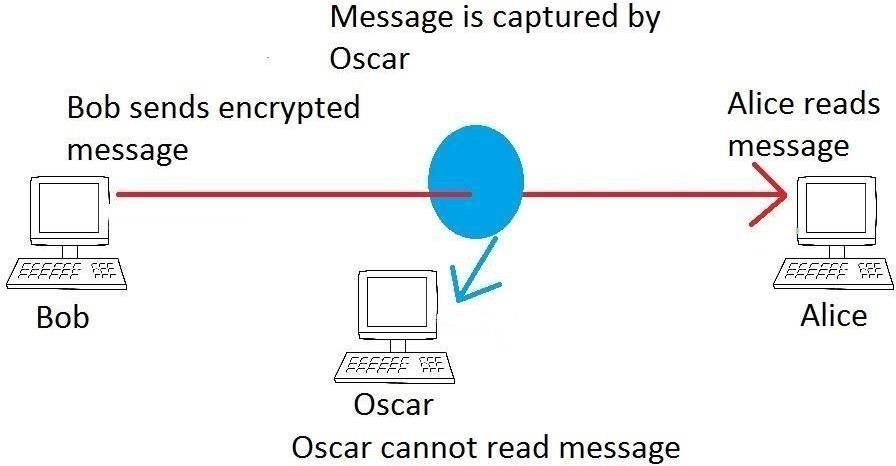 Message is captured by
Oscar
Bob sends encrypted
message
Alice reads
message
Bob
Alice
Oscar
Oscar cannot read message